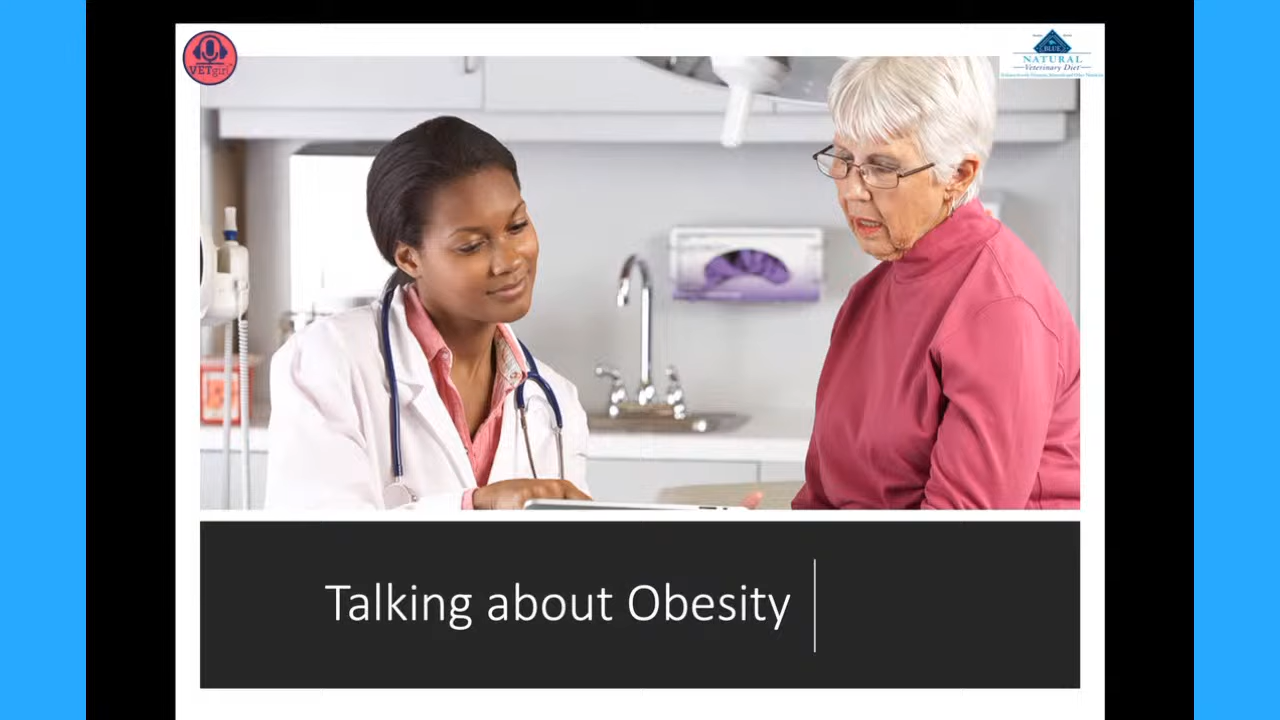 VETgirl
BLUE
NATURAL
Veterinary Diet
Talking about Obesity